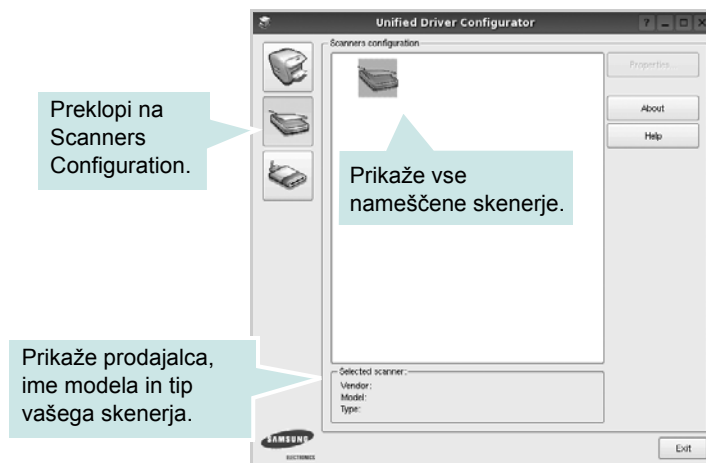 Unified Driver Configurator
Scanners configuration
Properties...
About
Help
Preklopi na
Scanners
Configuration.
Prikaže vse
nameščene skenerje.
Prikaže prodajalca,
ime modela in tip
vašega skenerja.
Selected scanner:
Vendor:
Model:
Type:
SAMSUNG
ELECTRONICS
Exit